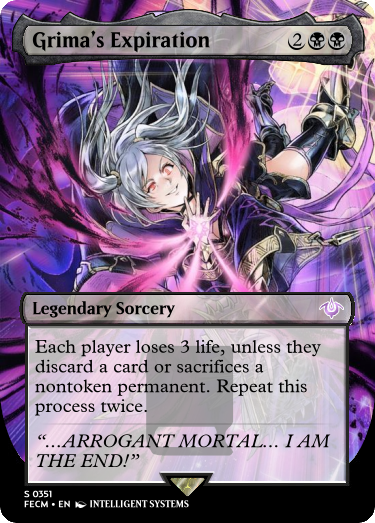 Grima's Expiration 2
Legendary Sorcery
Each player loses 3 life, unless they
discard a card or sacrifices a
nontoken permanent. Repeat this
process twice.
“...ARROGANT MORTAL... I AM
THE END!”
S 0351
FECM • EN INTELLIGENT SYSTEMS